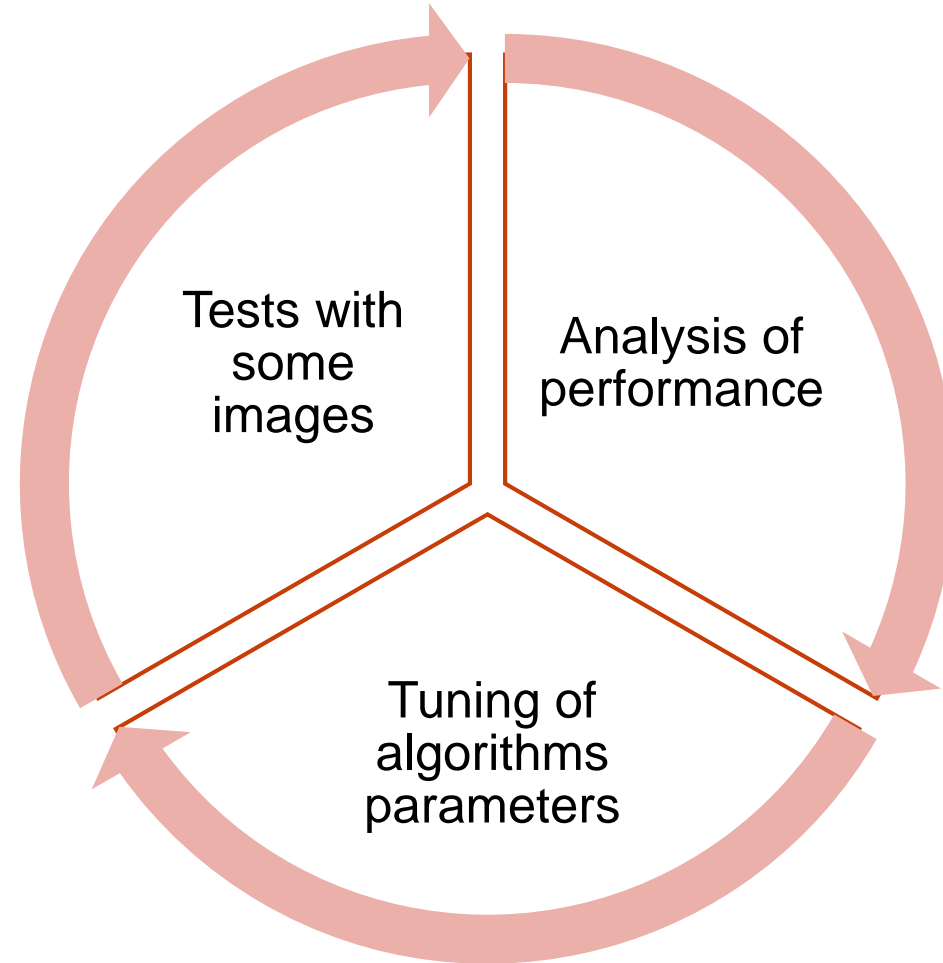 Tests with
some
images
Analysis of
performance
Tuning of
algorithms
parameters